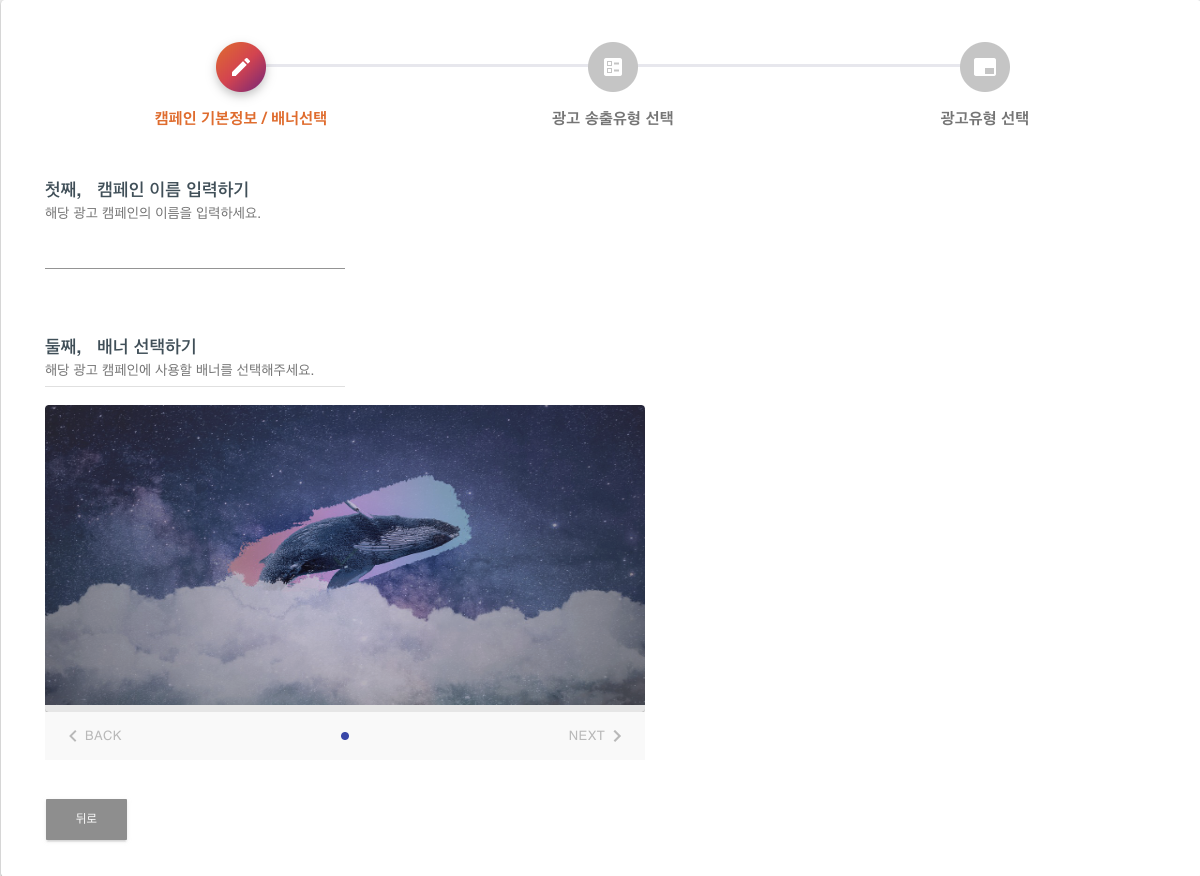 캠페인 기본정보 / 배너선택
광고 송출유형 선택
광고유형 선택
첫째, 캠페인 이름 입력하기
해당 광고 캠페인의 이름을 입력하세요.
둘째, 배너 선택하기
해당 광고 캠페인에 사용할 배너를 선택해주세요.
BACK
NEXT
뒤로